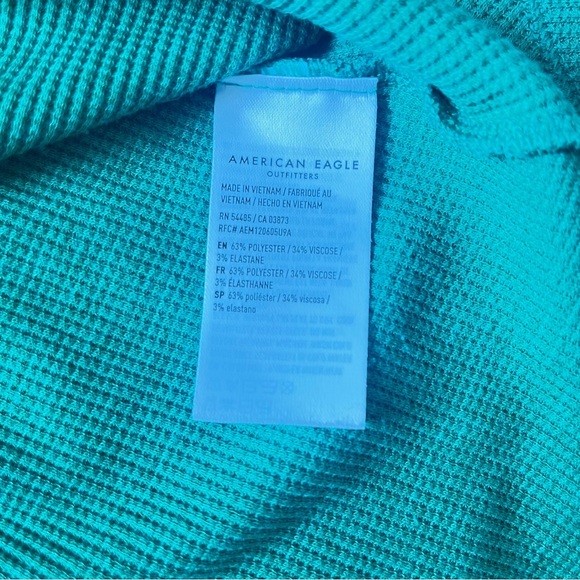 AMERICAN EAGLE
OUTFITTERS
MADE IN VIETNAM / FABRIQUÉ AU
VIETNAM / HECHO EN VIETNAM
RN 54485 / CA 03873
RFC# AEM120605U9A
EN 63% POLYESTER / 34% VISCOSE /
3% ELASTANE
FR 63% POLYESTER / 34% VISCOSE /
3% ÉLASTHANNE
SP 63% poliéster / 34% viscosa /
3% elastano